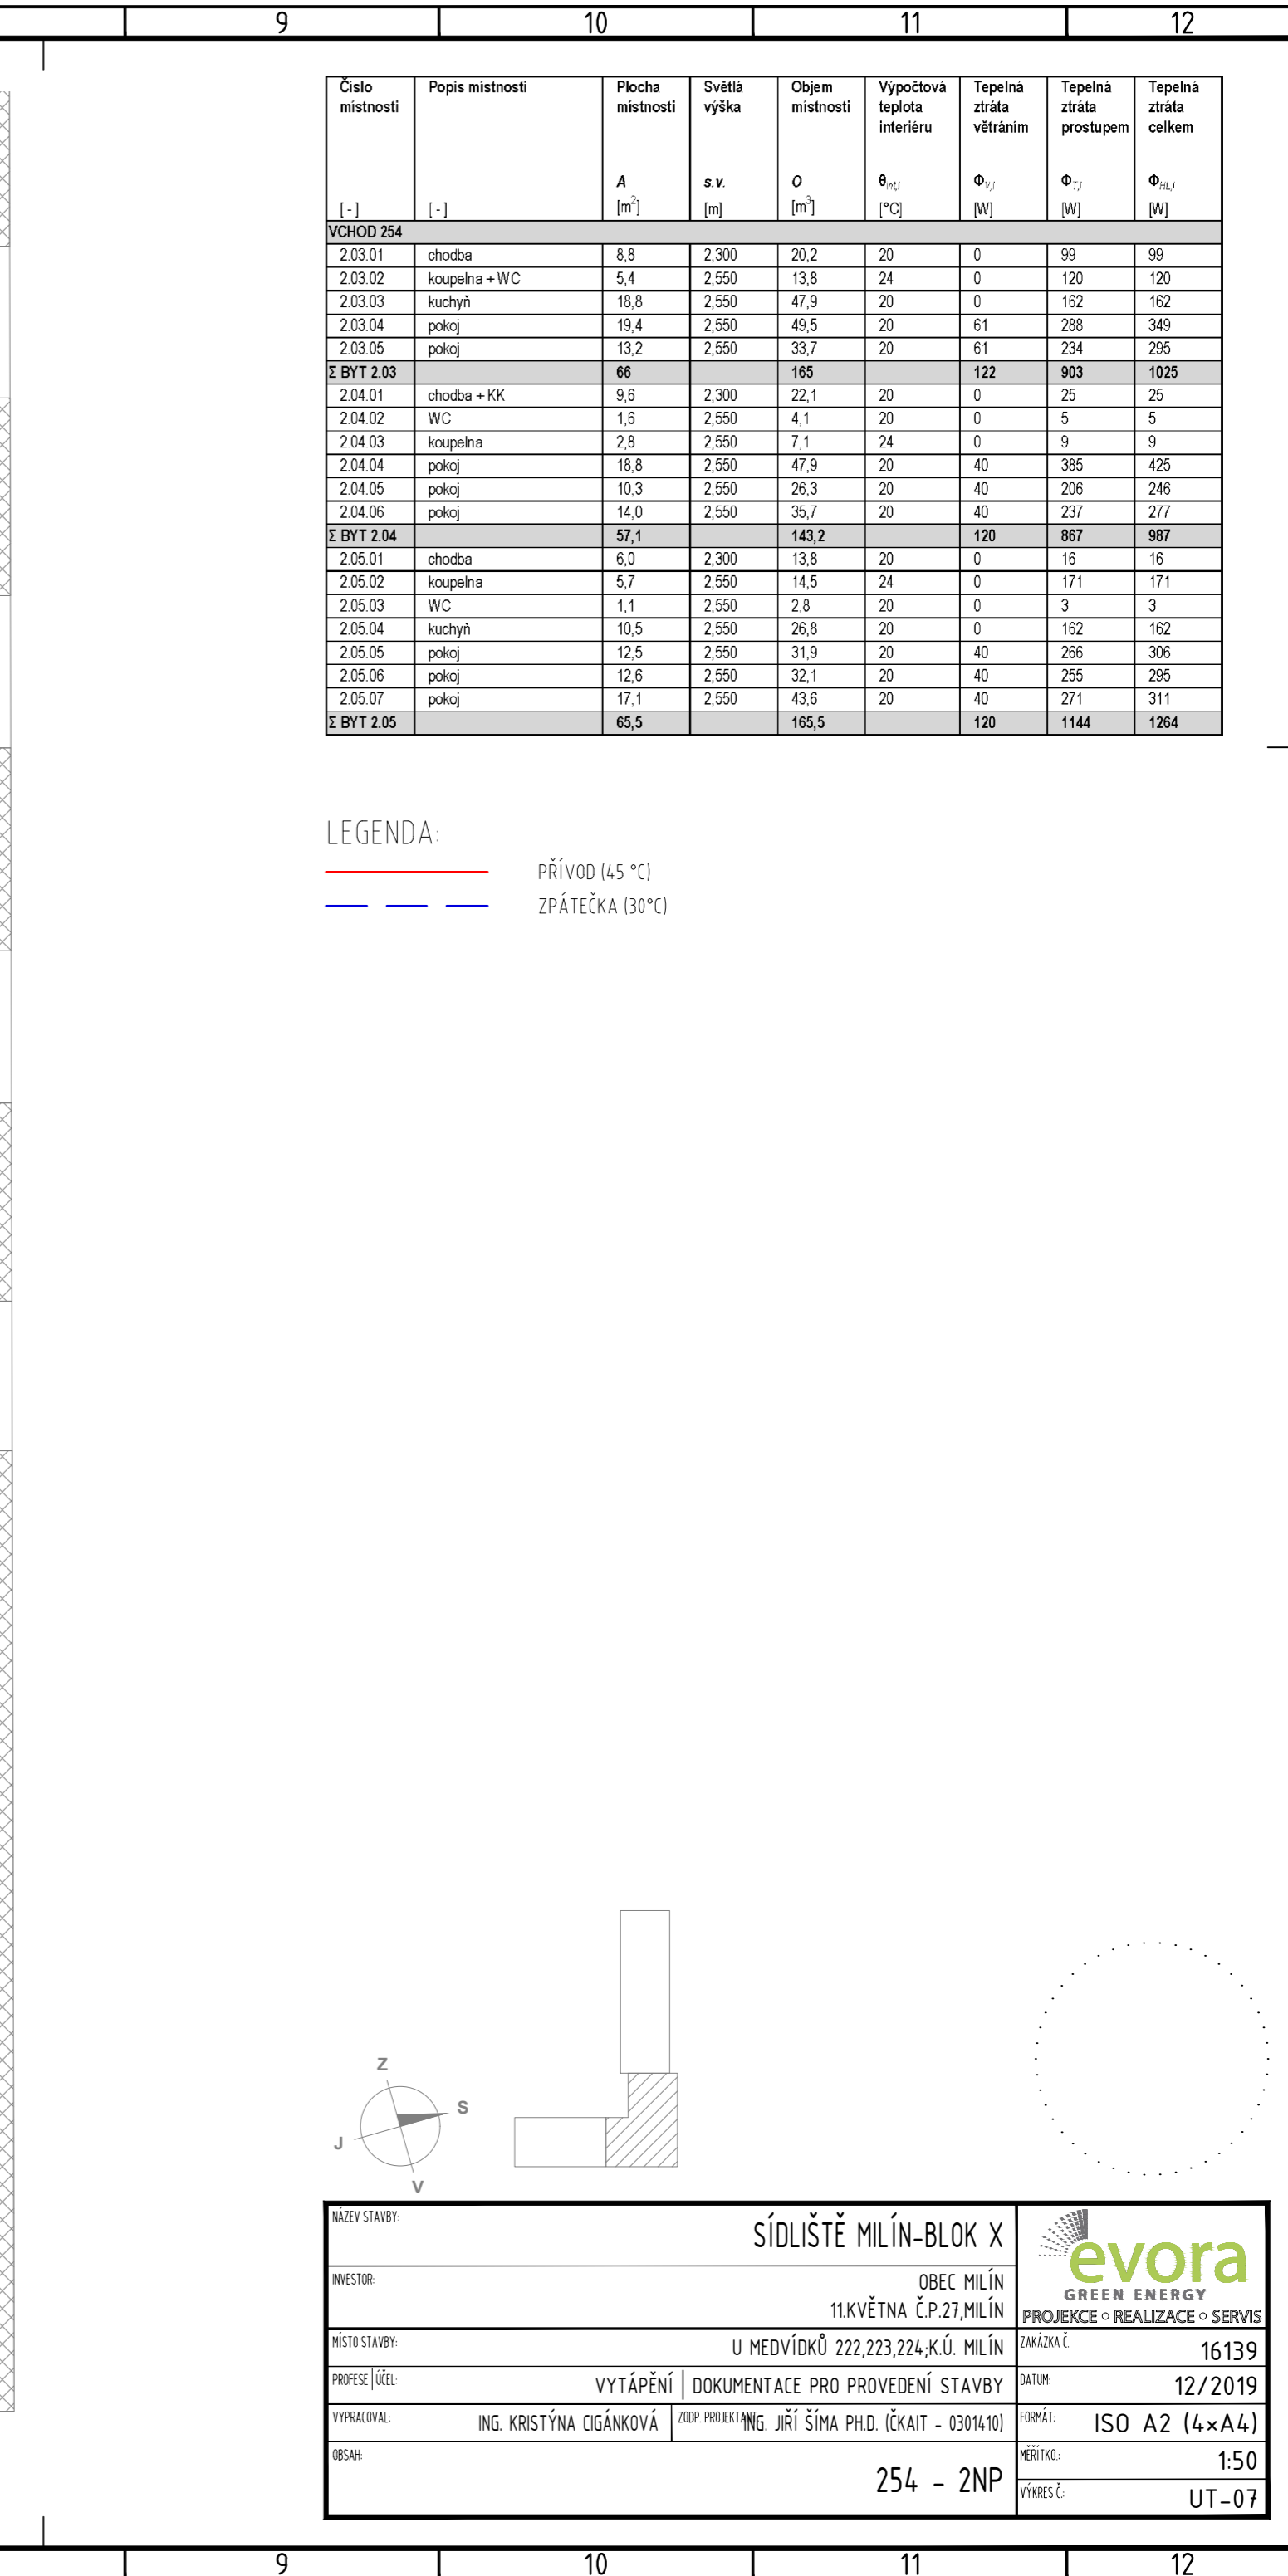 9 10 11 12
Číslo místnosti Popis místnosti Plocha místnosti Světlá výška Objem místnosti Výpočtová teplota interiéru Tepelná ztráta větráním Tepelná ztráta prostupem Tepelná ztráta celkem
A s.v. O θint,i ΦV,i ΦT,i ΦHL,i
[ - ] [ - ] [m2] [m] [m3] [°C] [W] [W] [W]
VCHOD 254
2.03.01 chodba 8,8 2,300 20,2 20 0 99 99
2.03.02 koupelna + WC 5,4 2,550 13,8 24 0 120 120
2.03.03 kuchyň 18,8 2,550 47,9 20 0 162 162
2.03.04 pokoj 19,4 2,550 49,5 20 61 288 349
2.03.05 pokoj 13,2 2,550 33,7 20 61 234 295
Σ BYT 2.03 66 165 122 903 1025
2.04.01 chodba + KK 9,6 2,300 22,1 20 0 25 25
2.04.02 WC 1,6 2,550 4,1 20 0 5 5
2.04.03 koupelna 2,8 2,550 7,1 24 0 9 9
2.04.04 pokoj 18,8 2,550 47,9 20 40 385 425
2.04.05 pokoj 10,3 2,550 26,3 20 40 206 246
2.04.06 pokoj 14,0 2,550 35,7 20 40 237 277
Σ BYT 2.04 57,1 143,2 120 867 987
2.05.01 chodba 6,0 2,300 13,8 20 0 16 16
2.05.02 koupelna 5,7 2,550 14,5 24 0 171 171
2.05.03 WC 1,1 2,550 2,8 20 0 3 3
2.05.04 kuchyň 10,5 2,550 26,8 20 0 162 162
2.05.05 pokoj 12,5 2,550 31,9 20 40 266 306
2.05.06 pokoj 12,6 2,550 32,1 20 40 255 295
2.05.07 pokoj 17,1 2,550 43,6 20 40 271 311
Σ BYT 2.05 65,5 165,5 120 1144 1264
LEGENDA:
PŘÍVOD (45 °C)
ZPÁTEČKA (30°C)
Z
S
J
V
NÁZEV STAVBY: SÍDLIŠTĚ MILÍN-BLOK X
evora
GREEN ENERGY
PROJEKCE ○ REALIZACE ○ SERVIS
INVESTOR: OBEC MILÍN
11.KVĚTNA Č.P.27,MILÍN
MÍSTO STAVBY: U MEDVÍDKŮ 222,223,224;K.Ú. MILÍN
ZAKÁZKA Č. 16139
PROFESE ÚČEL: VYTÁPĚNÍ DOKUMENTACE PRO PROVEDENÍ STAVBY
DATUM: 12/2019
VYPRACOVAL: ING. KRISTÝNA CIGÁNKOVÁ ZODP. PROJEKTANT ING. JIŘÍ ŠÍMA PH.D. (ČKAIT - 0301410)
FORMÁT: ISO A2 (4×A4)
OBSAH: 254 - 2NP
MĚŘÍTKO.: 1:50
VÝKRES Č.: UT-07
9 10 11 12